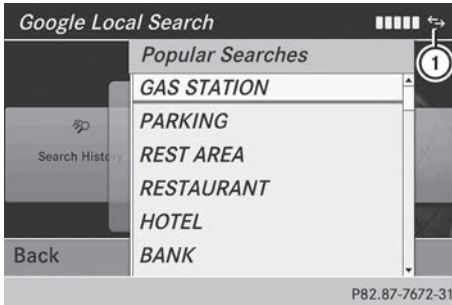 Google Local Search
1
Popular Searches
GAS STATION
PARKING
REST AREA
RESTAURANT
HOTEL
BANK
Search History
Back
P82.87-7672-31